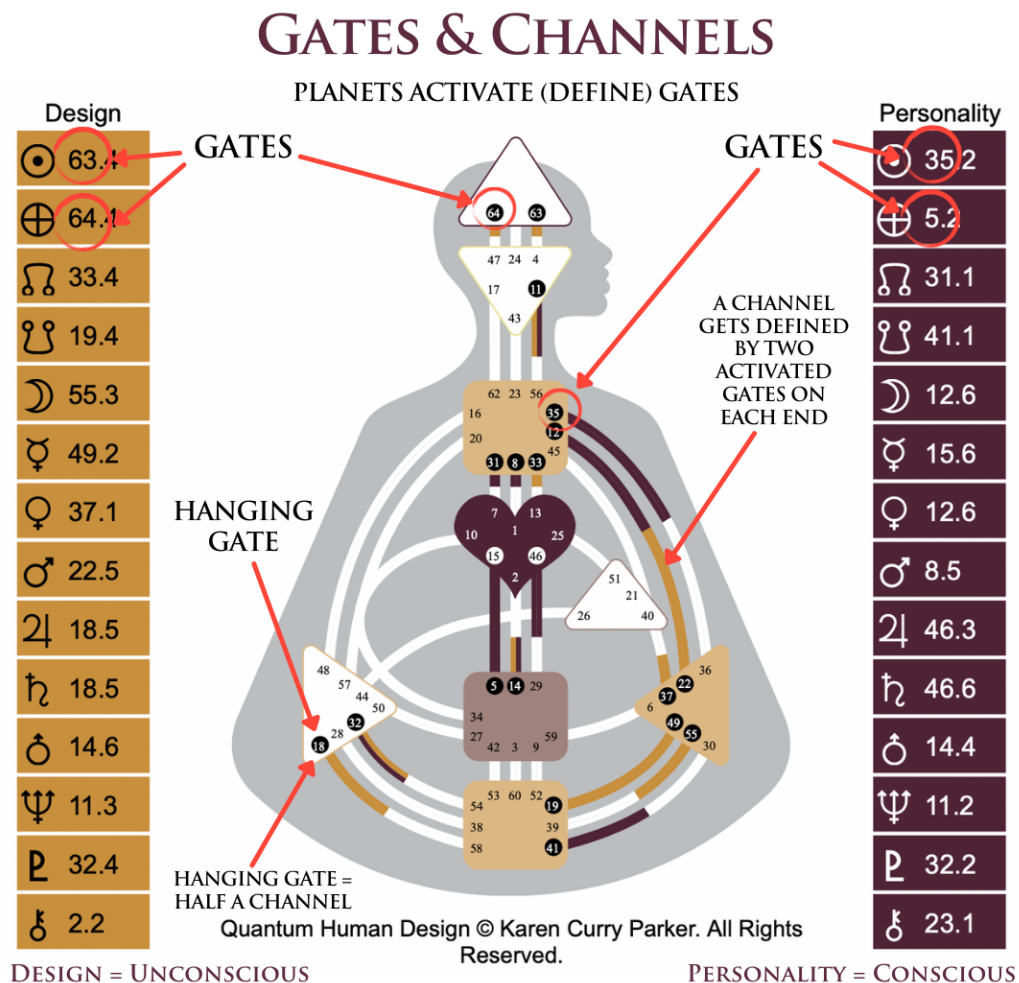 GATES & CHANNELS
PLANETS ACTIVATE (DEFINE) GATES
Design
63.4
64.4
33.4
19.4
55.3
49.2
37.1
22.5
18.5
18.5
14.6
11.3
32.4
2.2
DESIGN = UNCONSCIOUS
GATES
GATES
Personality
35.2
5.2
31.1
41.1
12.6
15.6
12.6
8.5
46.3
46.6
14.4
11.2
32.2
23.1
PERSONALITY = CONSCIOUS
A CHANNEL
GETS DEFINED
BY TWO
ACTIVATED
GATES ON
EACH END
HANGING
GATE
HANGING GATE =
HALF A CHANNEL
64 63
47 24 4
17 11
43
62 23 56
16 35
12
20 45
31 8 33
7 13
1
10 25
15 46
2
51
21
26 40
48
57
44
50
32
28
18
5 14 29
34
27 59
42 3 9
36
22
37
6
49
55
30
53 60 52
54 19
38 39
58 41
Quantum Human Design © Karen Curry Parker. All Rights
Reserved.